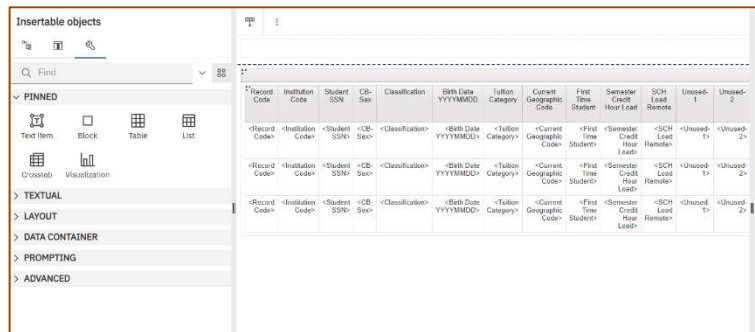 Insertable objects
Find
PINNED
Text Item Block Table List
Crosstab Visualization
TEXTUAL
LAYOUT
DATA CONTAINER
PROMPTING
ADVANCED
Record Code Institution Code Student SSN CB-Sex Classification Birth Date YYYYMMDD Tuition Category Current Geographic Code First Time Student Semester Credit Hour Load SCH Load Remote Unused-1 Unused-2
<Record Code> <Institution Code> <Student SSN> <CB-Sex> <Classification> <Birth Date YYYYMMDD> <Tuition Category> <Current Geographic Code> <First Time Student> <Semester Credit Hour Load> <SCH Load Remote> <Unused-1> <Unused-2>
<Record Code> <Institution Code> <Student SSN> <CB-Sex> <Classification> <Birth Date YYYYMMDD> <Tuition Category> <Current Geographic Code> <First Time Student> <Semester Credit Hour Load> <SCH Load Remote> <Unused-1> <Unused-2>
<Record Code> <Institution Code> <Student SSN> <CB-Sex> <Classification> <Birth Date YYYYMMDD> <Tuition Category> <Current Geographic Code> <First Time Student> <Semester Credit Hour Load> <SCH Load Remote> <Unused-1> <Unused-2>